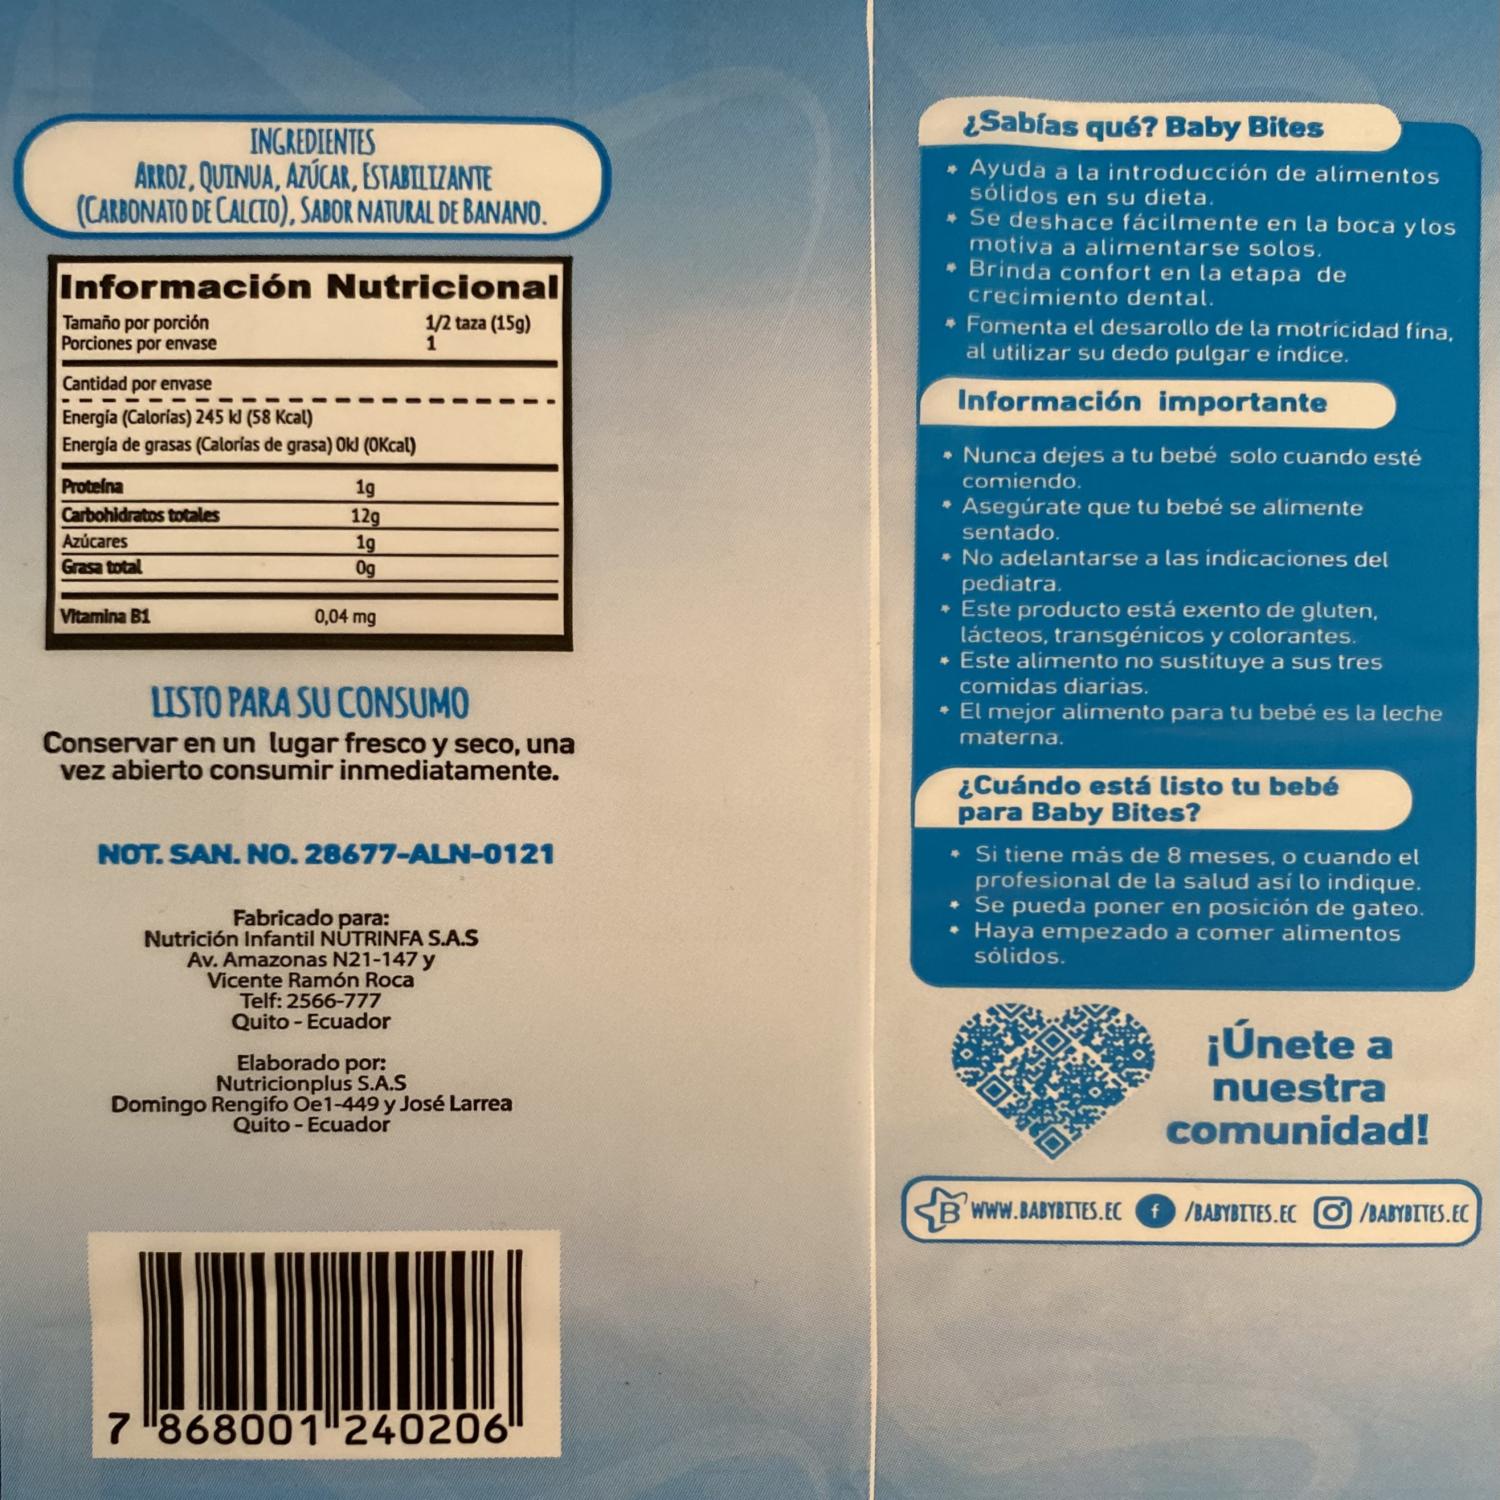 INGREDIENTES
ARROZ, QUINUA, AZÚCAR, ESTABILIZANTE
(CARBONATO DE CALCIO), SABOR NATURAL DE BANANO.
Información Nutricional
Tamaño por porción 1/2 taza (15g)
Porciones por envase 1
Cantidad por envase
Energía (Calorías) 245 kJ (58 Kcal)
Energía de grasas (Calorías de grasa) 0kJ (0Kcal)
Proteína 1g
Carbohidratos totales 12g
Azúcares 1g
Grasa total 0g
Vitamina B1 0,04 mg
LISTO PARA SU CONSUMO
Conservar en un lugar fresco y seco, una
vez abierto consumir inmediatamente.
NOT. SAN. NO. 28677-ALN-0121
Fabricado para:
Nutrición Infantil NUTRINFA S.A.S
Av. Amazonas N21-147 y
Vicente Ramón Roca
Telf: 2566-777
Quito - Ecuador
Elaborado por:
Nutricionplus S.A.S
Domingo Rengifo Oe1-449 y José Larrea
Quito - Ecuador
7 868001 240206
¿Sabías qué? Baby Bites
* Ayuda a la introducción de alimentos
sólidos en su dieta.
* Se deshace fácilmente en la boca ylos
motiva a alimentarse solos.
* Brinda confort en la etapa de
crecimiento dental.
* Fomenta el desarollo de la motricidad fina,
al utilizar su dedo pulgar e índice.
Información importante
* Nunca dejes a tu bebé solo cuando esté
comiendo.
* Asegúrate que tu bebé se alimente
sentado.
* No adelantarse a las indicaciones del
pediatra.
* Este producto está exento de gluten,
lácteos, transgénicos y colorantes.
* Este alimento no sustituye a sus tres
comidas diarias.
* El mejor alimento para tu bebé es la leche
materna.
¿Cuándo está listo tu bebé
para Baby Bites?
* Si tiene más de 8 meses, o cuando el
profesional de la salud así lo indique.
* Se pueda poner en posición de gateo.
* Haya empezado a comer alimentos
sólidos.
¡Únete a
nuestra
comunidad!
B WWW.BABYBITES.EC f /BABYBITES.EC /BABYBITES.EC